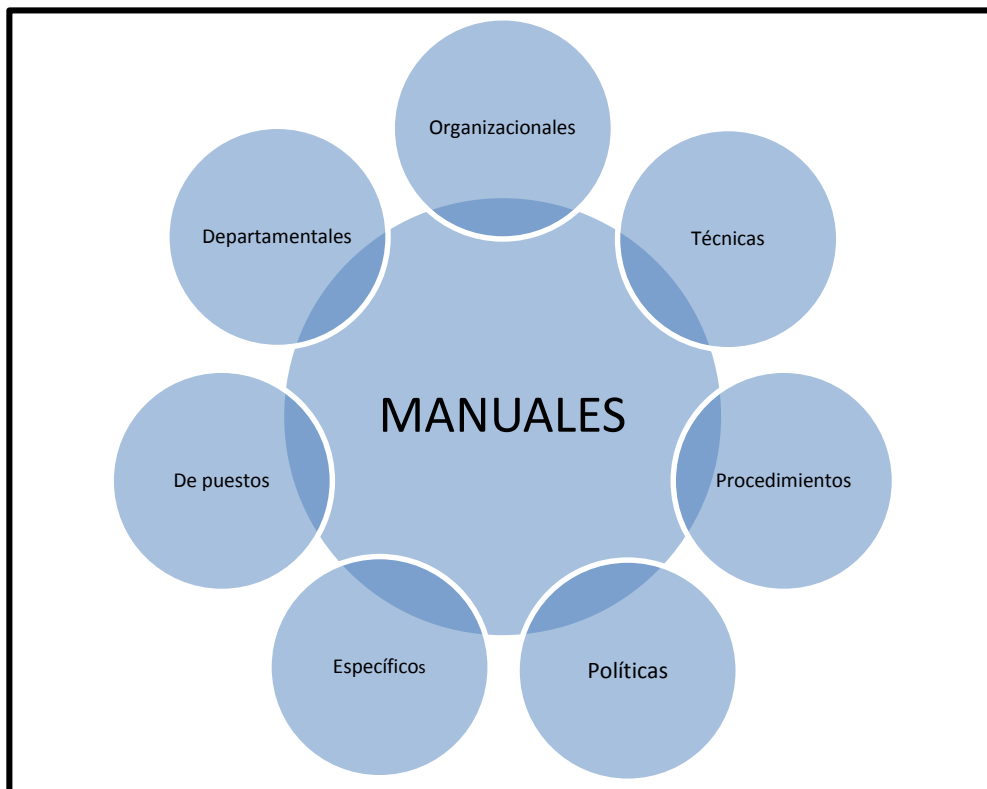 Organizacionales
Departamentales
Técnicas
MANUALES
De puestos
Procedimientos
Específicos
Políticas